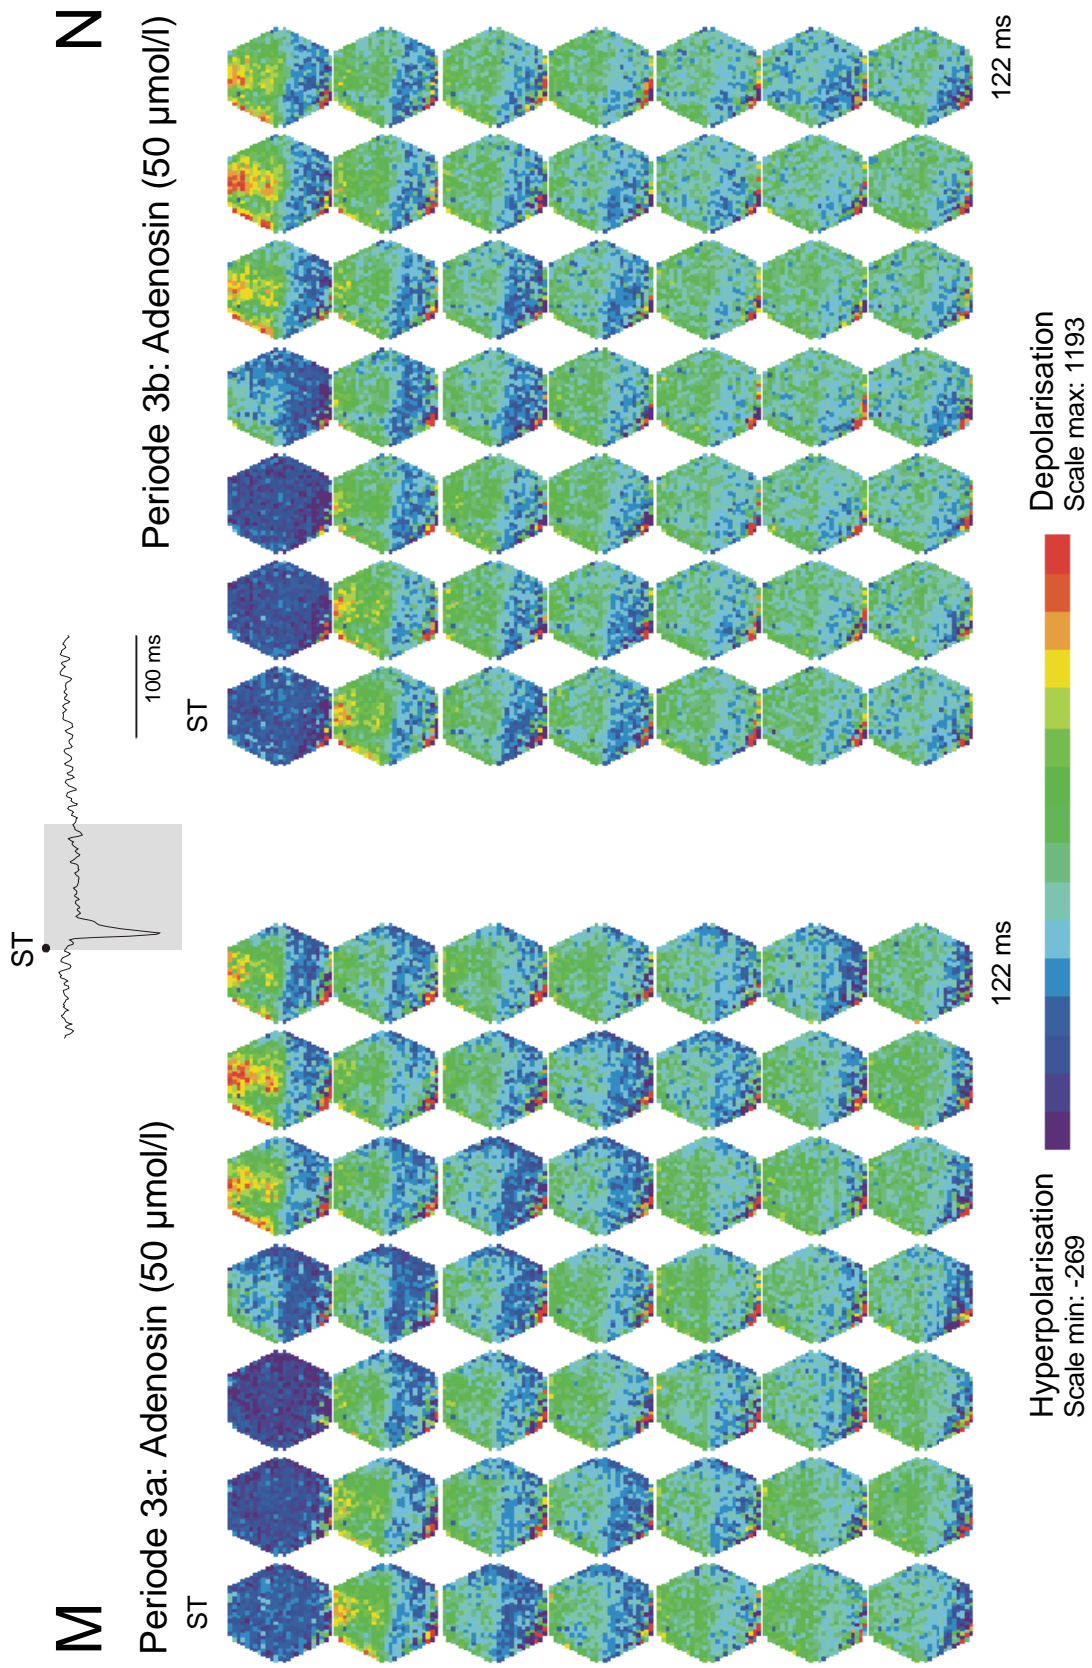 M
N
Periode 3a: Adenosin (50 µmol/l)
ST
100 ms
Periode 3b: Adenosin (50 µmol/l)
ST
ST
122 ms
122 ms
Hyperpolarisation
Scale min: -269
Depolarisation
Scale max: 1193